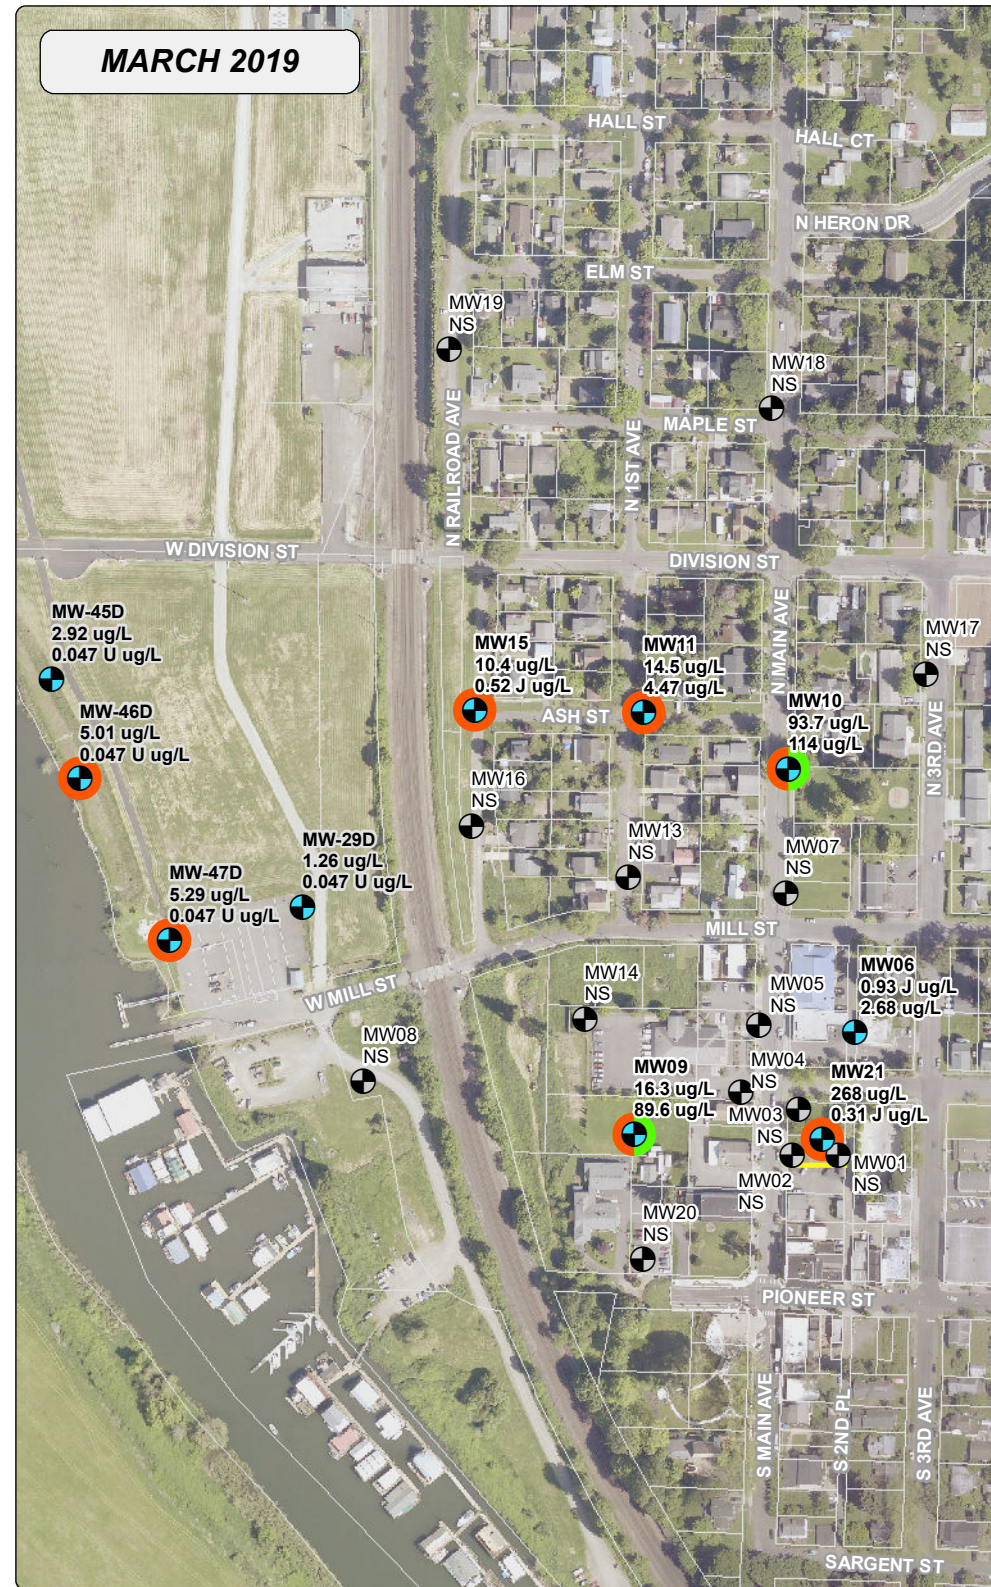 MARCH 2019
HALL ST
HALL CT
N HERON DR
ELM ST
MW19
NS
MW18
NS
MAPLE ST
N RAILROAD AVE
N 1ST AVE
W DIVISION ST
DIVISION ST
MW-45D
2.92 ug/L
0.047 U ug/L
MW15
10.4 ug/L
0.52 J ug/L
MW11
14.5 ug/L
4.47 ug/L
N MAIN AVE
MW17
NS
MW-46D
5.01 ug/L
0.047 U ug/L
ASH ST
MW10
93.7 ug/L
114 ug/L
N 3RD AVE
MW16
NS
MW-29D
1.26 ug/L
0.047 U ug/L
MW13
NS
MW07
NS
MW-47D
5.29 ug/L
0.047 U ug/L
MILL ST
W MILL ST
MW14
NS
MW05
NS
MW06
0.93 J ug/L
2.68 ug/L
MW08
NS
MW09
16.3 ug/L
89.6 ug/L
MW04
NS
MW21
268 ug/L
0.31 J ug/L
MW03
NS
MW02
NS
MW01
NS
MW20
NS
PIONEER ST
S MAIN AVE
S 2ND PL
S 3RD AVE
SARGENT ST